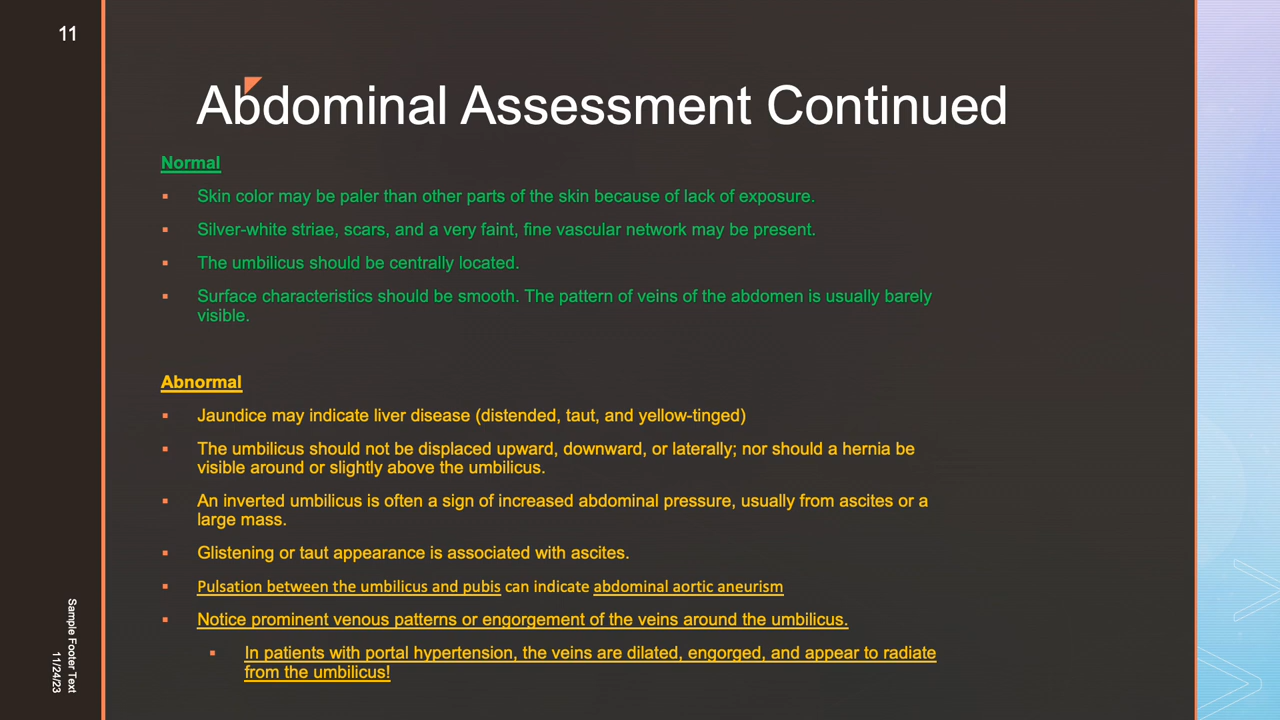 11
Abdominal Assessment Continued
Normal
▪ Skin color may be paler than other parts of the skin because of lack of exposure.
▪ Silver-white striae, scars, and a very faint, fine vascular network may be present.
▪ The umbilicus should be centrally located.
▪ Surface characteristics should be smooth. The pattern of veins of the abdomen is usually barely
visible.
Abnormal
▪ Jaundice may indicate liver disease (distended, taut, and yellow-tinged)
▪ The umbilicus should not be displaced upward, downward, or laterally; nor should a hernia be
visible around or slightly above the umbilicus.
▪ An inverted umbilicus is often a sign of increased abdominal pressure, usually from ascites or a
large mass.
▪ Glistening or taut appearance is associated with ascites.
▪ Pulsation between the umbilicus and pubis can indicate abdominal aortic aneurism
▪ Notice prominent venous patterns or engorgement of the veins around the umbilicus.
▪ In patients with portal hypertension, the veins are dilated, engorged, and appear to radiate
from the umbilicus!
Sample Footer Text
11/24/23